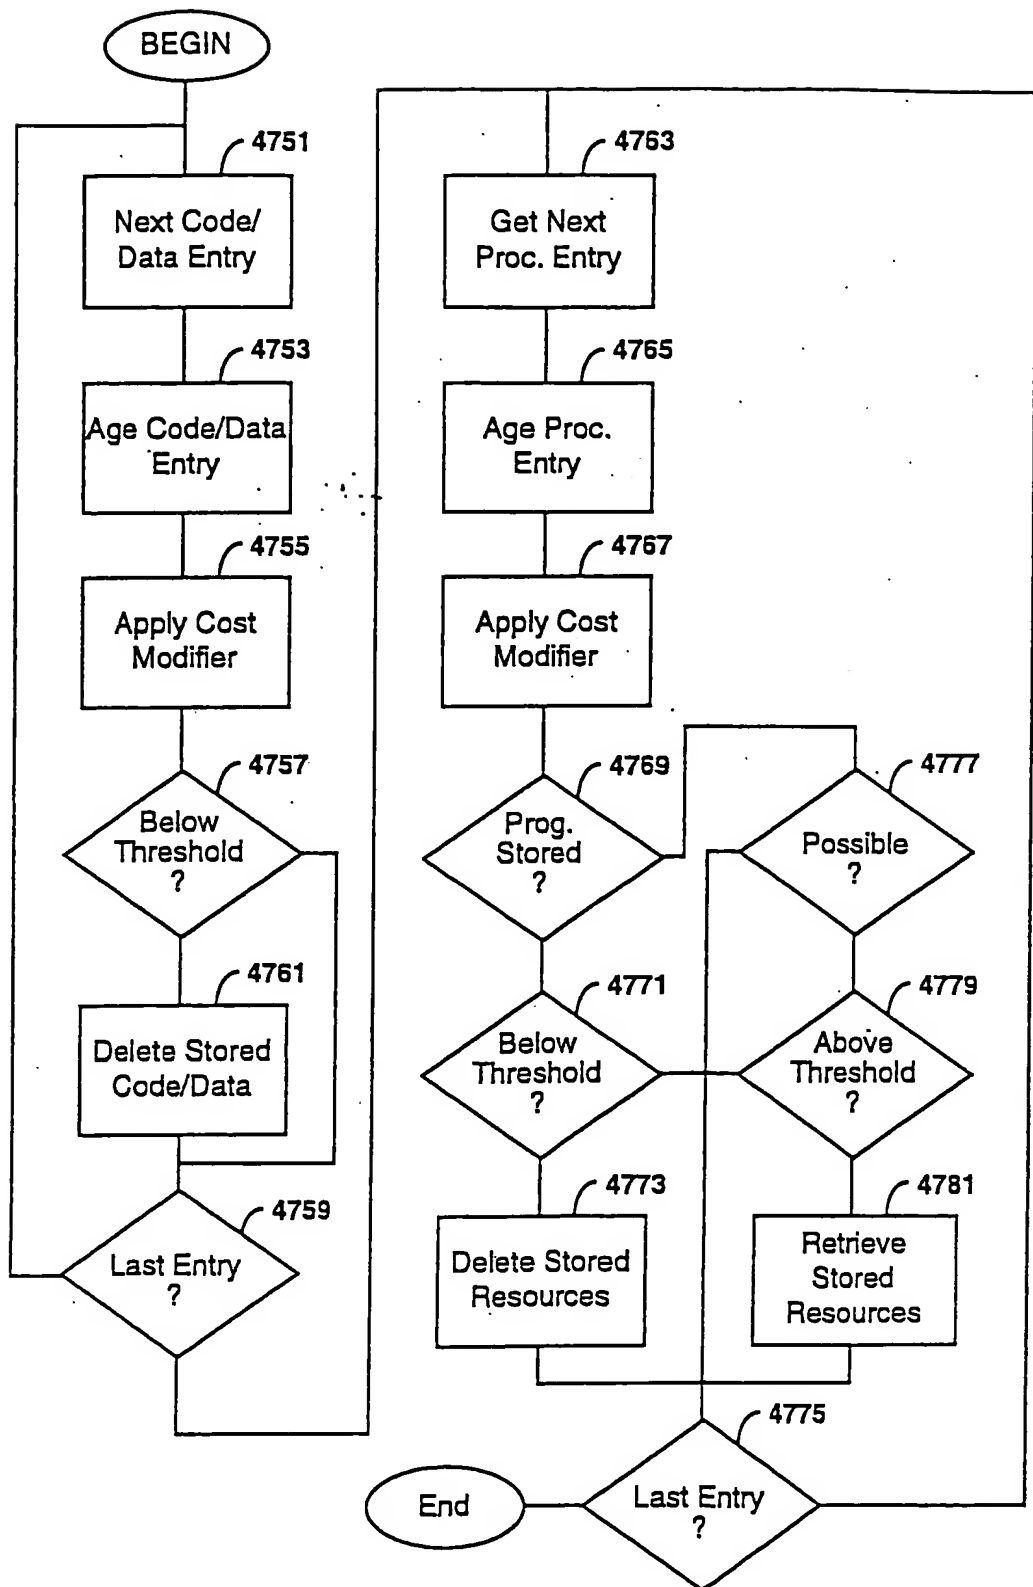 BEGIN
4751
Next Code/
Data Entry
4753
Age Code/Data
Entry
4755
Apply Cost
Modifier
4757
Below
Threshold
?
4761
Delete Stored
Code/Data
4759
Last Entry
?
4763
Get Next
Proc. Entry
4765
Age Proc.
Entry
4767
Apply Cost
Modifier
4769
Prog.
Stored
?
4777
Possible
?
4771
Below
Threshold
?
4779
Above
Threshold
?
4773
Delete Stored
Resources
4781
Retrieve
Stored
Resources
4775
Last Entry
?
End